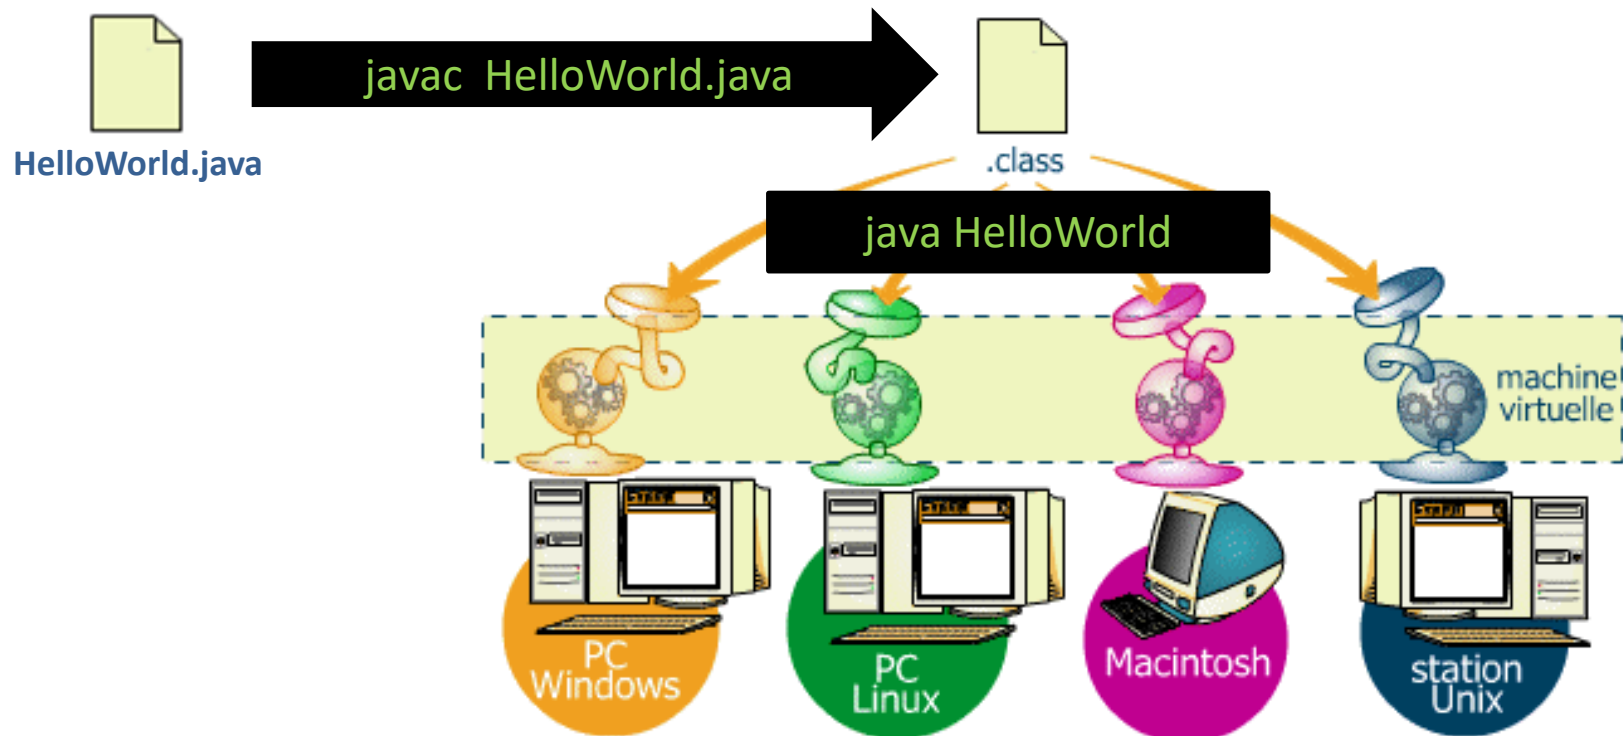 javac  HelloWorld.java
HelloWorld.java
.class
java HelloWorld
machine
virtuelle
PC
Windows
PC
Linux
Macintosh
station
Unix